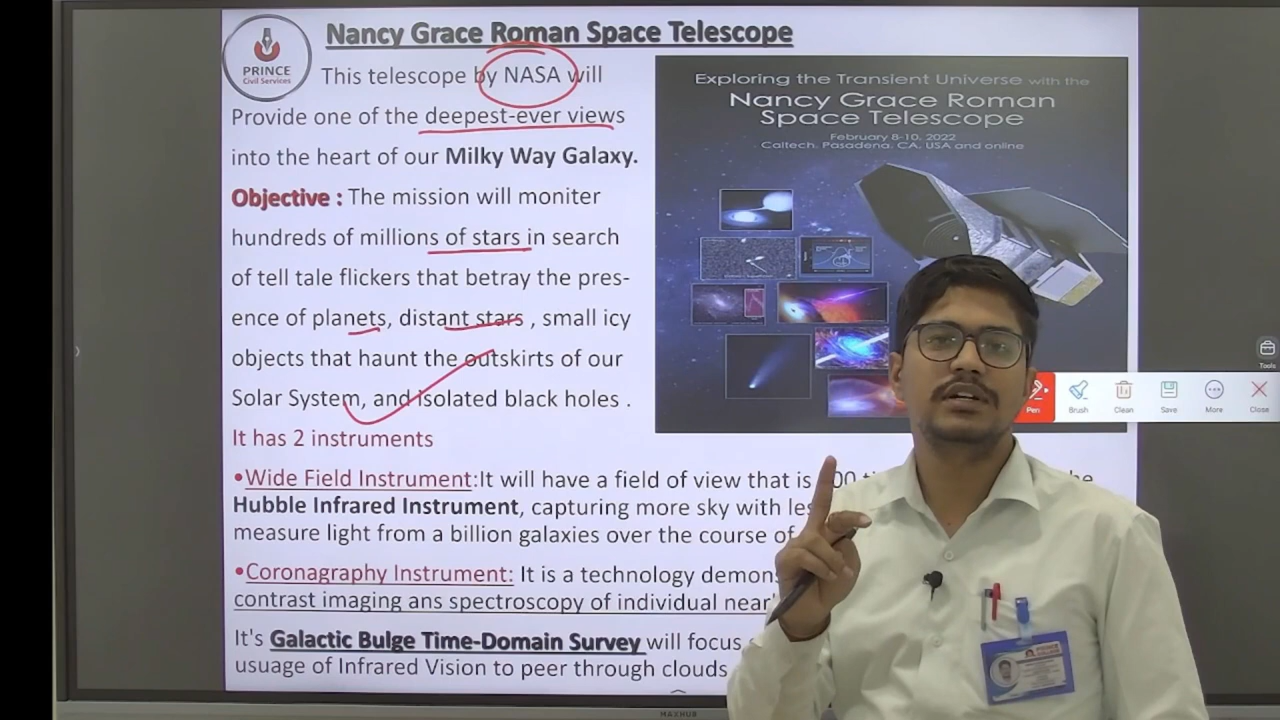 Nancy Grace Roman Space Telescope
PRINCE
Civil Services
This telescope by NASA will
Provide one of the deepest-ever views
into the heart of our Milky Way Galaxy.
Objective : The mission will moniter
hundreds of millions of stars in search
of tell tale flickers that betray the pres-
ence of planets, distant stars , small icy
objects that haunt the outskirts of our
Solar System, and isolated black holes .
It has 2 instruments
•Wide Field Instrument:It will have a field of view that is
Hubble Infrared Instrument, capturing more sky with
measure light from a billion galaxies over the course of
•Coronagraphy Instrument: It is a technology
contrast imaging ans spectroscopy of individual
It's Galactic Bulge Time-Domain Survey will focus
usuage of Infrared Vision to peer through clouds
Exploring the Transient Universe with the
Nancy Grace Roman
Space Telescope
February 8-10, 2022
Caltech, Pasadena, CA, USA and online
Tools
Pen
Brush
Clean
Save
More
Close
MAXHUB